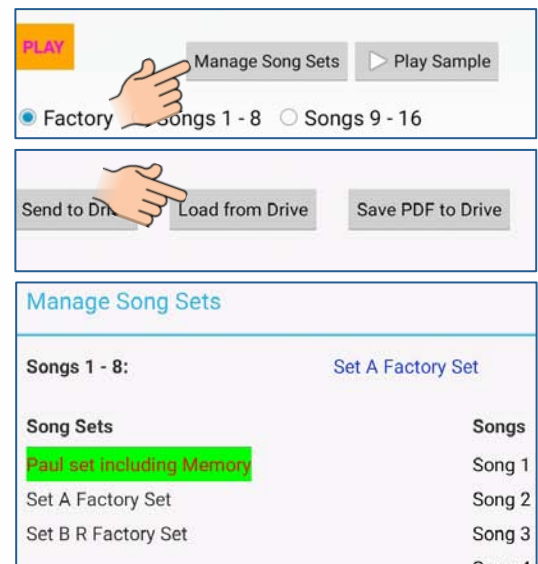 PLAY
Manage Song Sets
Play Sample
Factory
Songs 1 - 8
Songs 9 - 16
Send to
Load from Drive
Save PDF to Drive
Manage Song Sets
Songs 1 - 8:
Set A Factory Set
Song Sets
Songs
Paul set including Memory
Song 1
Set A Factory Set
Song 2
Set B R Factory Set
Song 3